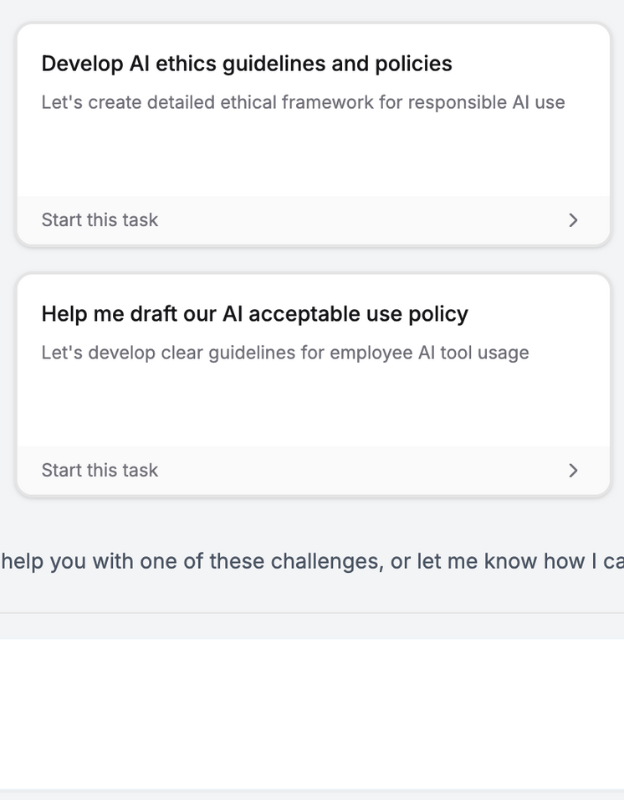 Develop AI ethics guidelines and policies
Let's create detailed ethical framework for responsible AI use
Start this task
Help me draft our AI acceptable use policy
Let's develop clear guidelines for employee AI tool usage
Start this task
help you with one of these challenges, or let me know how I ca